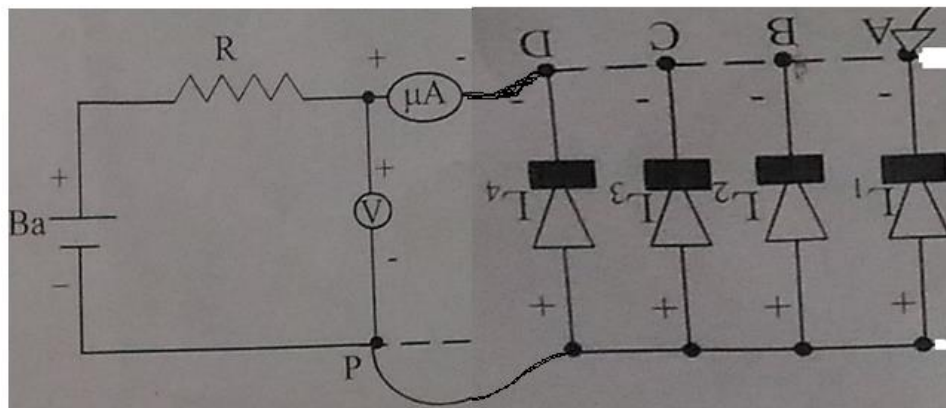 R
+ -
μA
D C B A
- - - -
+
+
V
Ba
L4 L3 L2 L1
-
-
+ + + +
P